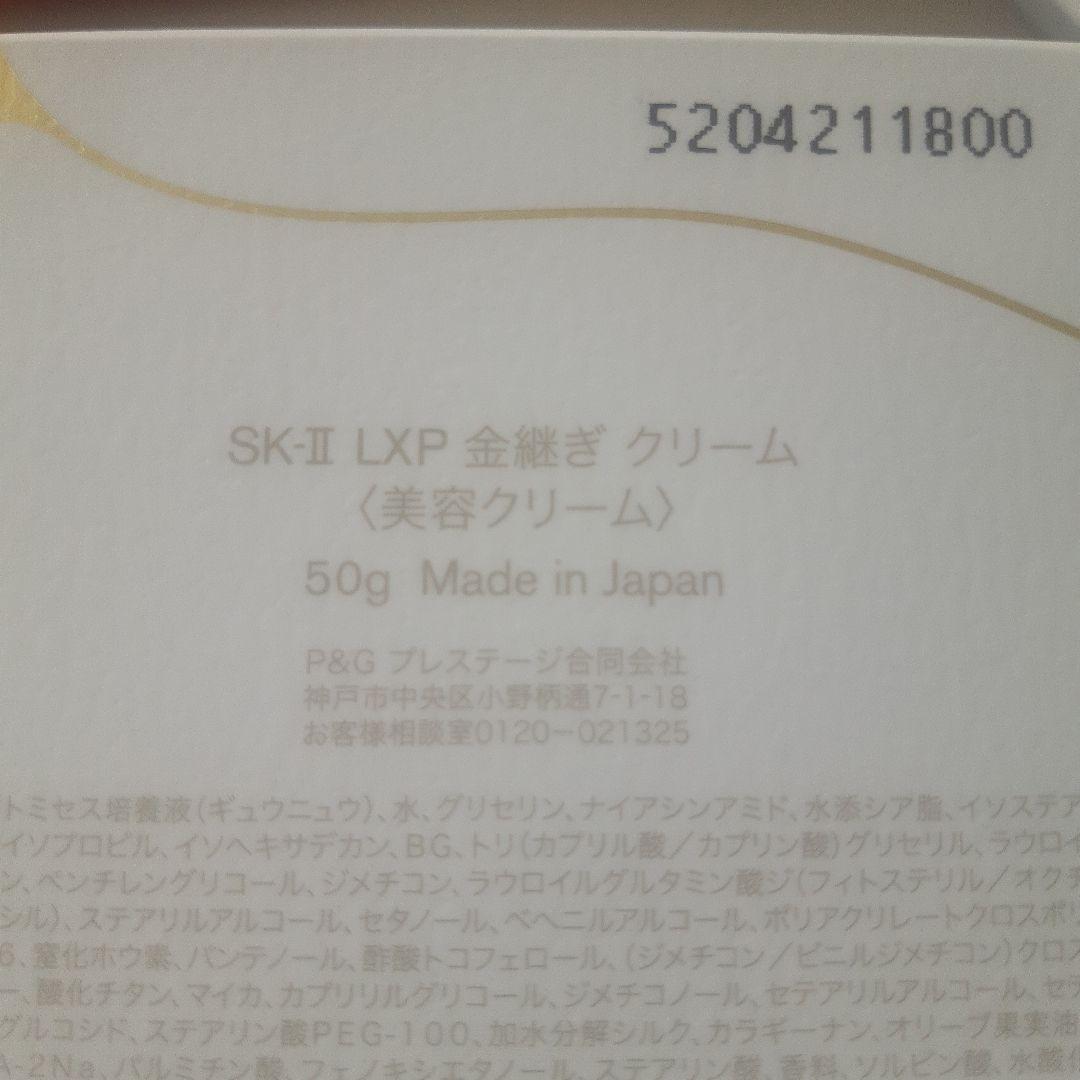 5204211800
SK-Ⅱ LXP 金継ぎ クリーム
〈美容クリーム〉
50g Made in Japan
P&G プレステージ合同会社
神戸市中央区小野柄通7-1-18
お客様相談室0120-021325
トミセス培養液(ギュウニュウ)、水、グリセリン、ナイアシンアミド、水添シア脂、イソステア
イソプロピル、イソヘキサデカン、BG、トリ(カプリル酸/カプリン酸)グリセリル、ラウロイ
ン、ペンチレングリコール、ジメチコン、ラウロイルグルタミン酸ジ(フィトステリル/オクチ
シル)、ステアリルアルコール、セタノール、ベヘニルアルコール、ポリアクリレートクロスポリ
6、窒化ホウ素、パンテノール、酢酸トコフェロール、(ジメチコン/ビニルジメチコン)クロス
ー、酸化チタン、マイカ、カプリリルグリコール、ジメチコノール、セテアリルアルコール、セテ
グルコシド、ステアリン酸PEG-100、加水分解シルク、カラギーナン、オリーブ果実油
A-2Na、パルミチン酸、フェノキシエタノール、ステアリン酸、香料、ソルビン酸、水酸化